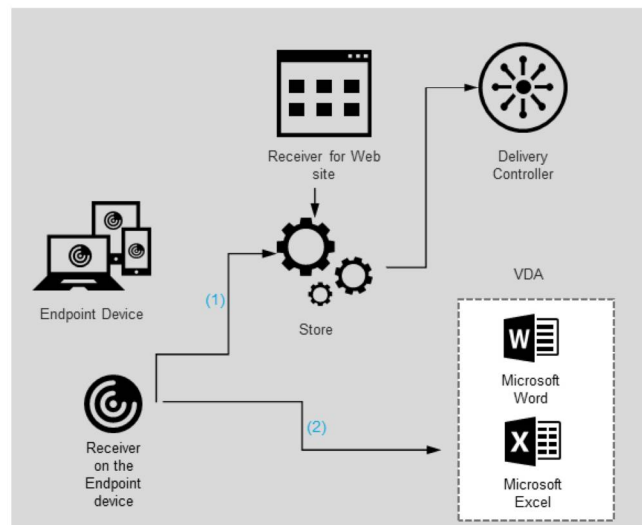 Receiver for Web
site
Delivery
Controller
Endpoint Device
(1)
Store
VDA
W
Microsoft
Word
Receiver
on the
Endpoint
device
(2)
X
Microsoft
Excel